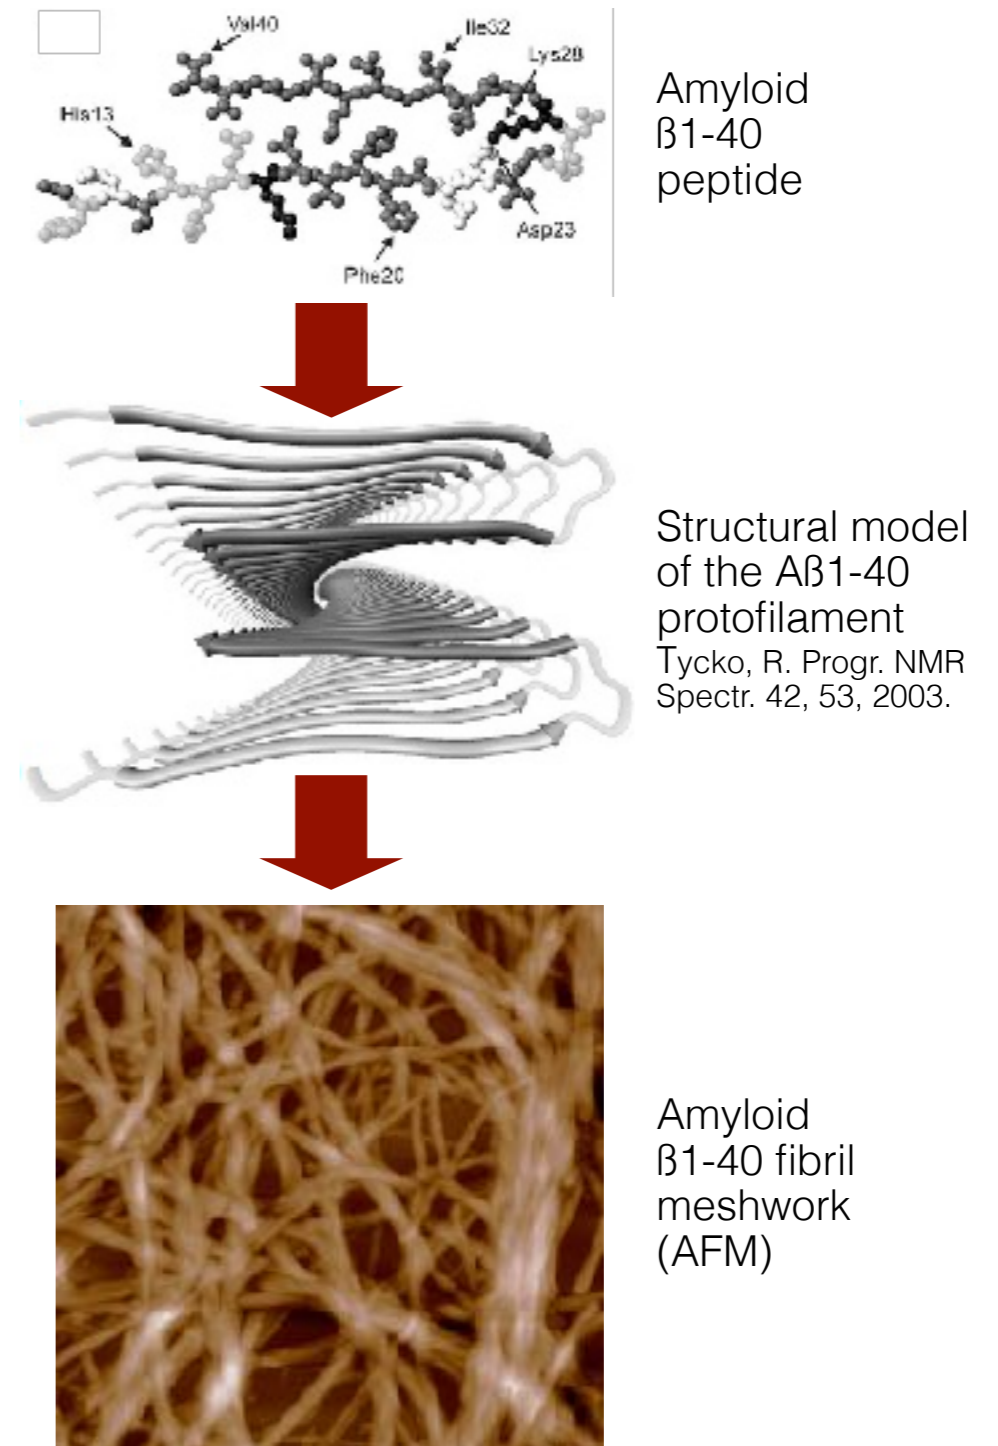 Val40
Ile32
Lys28
His13
Asp23
Phe20
Amyloid
ß1-40
peptide
Structural model
of the Aß1-40
protofilament
Tycko, R. Progr. NMR
Spectr. 42, 53, 2003.
Amyloid
ß1-40 fibril
meshwork
(AFM)